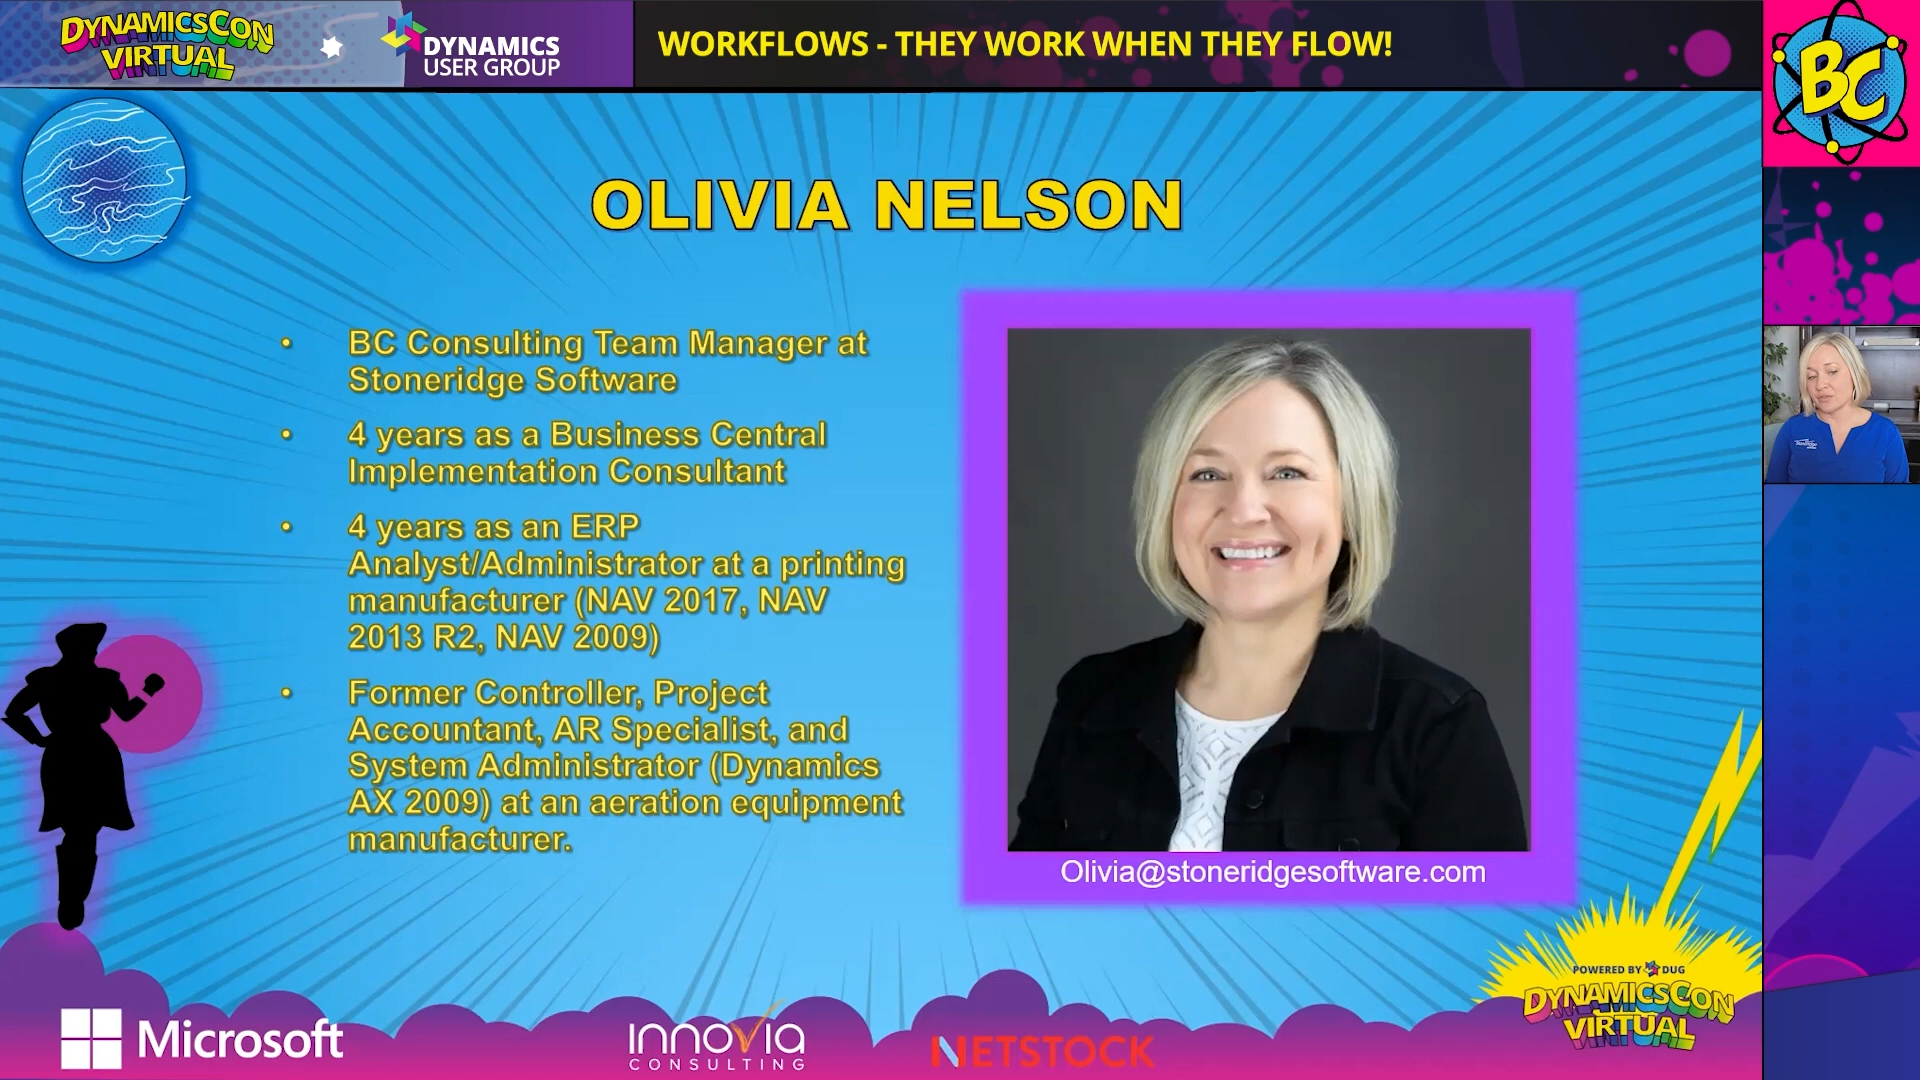 DYNAMICSCON
VIRTUAL
DYNAMICS
USER GROUP
WORKFLOWS - THEY WORK WHEN THEY FLOW!
BC
OLIVIA NELSON
• BC Consulting Team Manager at
Stoneridge Software
• 4 years as a Business Central
Implementation Consultant
• 4 years as an ERP
Analyst/Administrator at a printing
manufacturer (NAV 2017, NAV
2013 R2, NAV 2009)
• Former Controller, Project
Accountant, AR Specialist, and
System Administrator (Dynamics
AX 2009) at an aeration equipment
manufacturer.
Olivia@stoneridgesoftware.com
POWERED BY DUG
DYNAMICSCON
VIRTUAL
Microsoft
innovia
CONSULTING
NETSTOCK